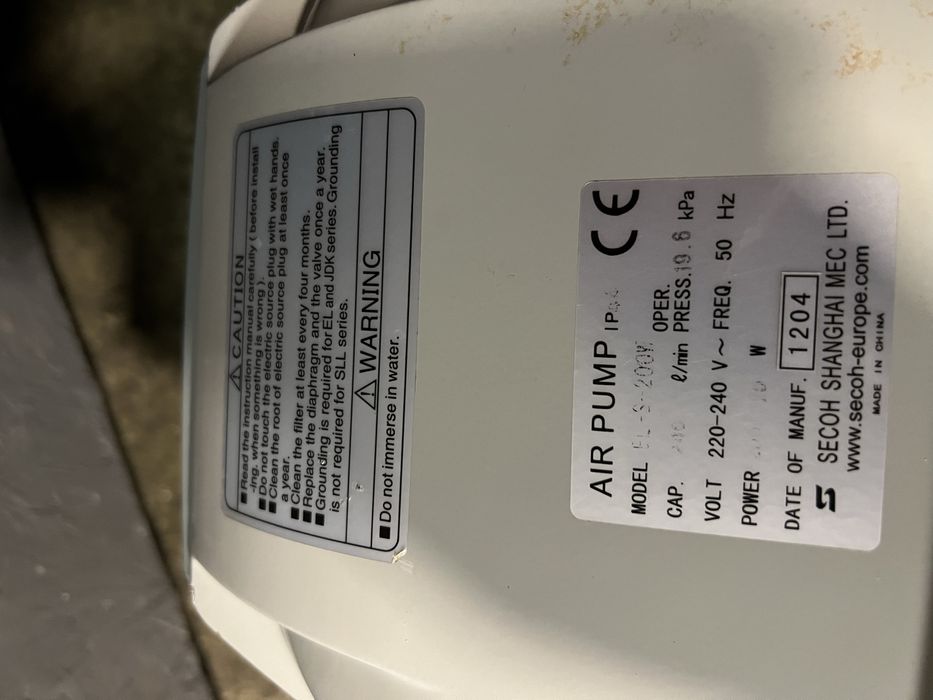 ⚠ CAUTION
■ Read the instruction manual carefully ( before install
-ing. when something is wrong ).
■ Do not touch the electric source plug with wet hands.
■ Clean the root of electric source plug at least once
a year.
■ Clean the filter at least every four months.
■ Replace the diaphragm and the valve once a year.
■ Grounding is required for EL and JDK series. Grounding
is not required for SLL series.
⚠ WARNING
■ Do not immerse in water.
CE
AIR PUMP
MODEL EL-S-200W
OPER.
CAP. ℓ/min PRESS. 19.6 kPa
VOLT 220-240 V ~ FREQ. 50 Hz
POWER W
DATE OF MANUF. 1204
SECOH SHANGHAI MEC LTD.
www.secoh-europe.com
MADE IN CHINA